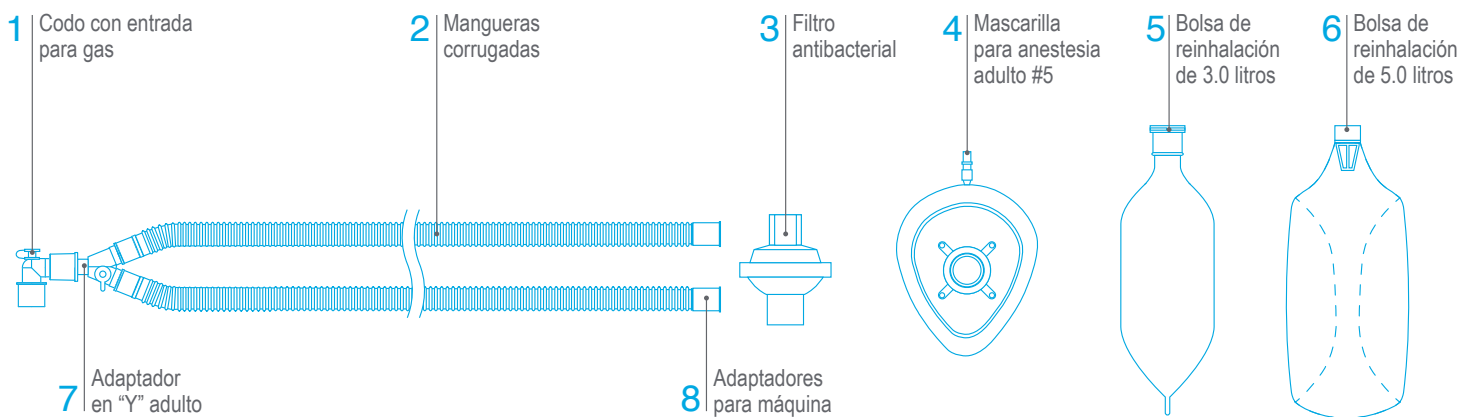 1 Codo con entrada
para gas
2 Mangueras
corrugadas
3 Filtro
antibacterial
4 Mascarilla
para anestesia
adulto #5
5 Bolsa de
reinhalación
de 3.0 litros
6 Bolsa de
reinhalación
de 5.0 litros
7 Adaptador
en “Y” adulto
8 Adaptadores
para máquina